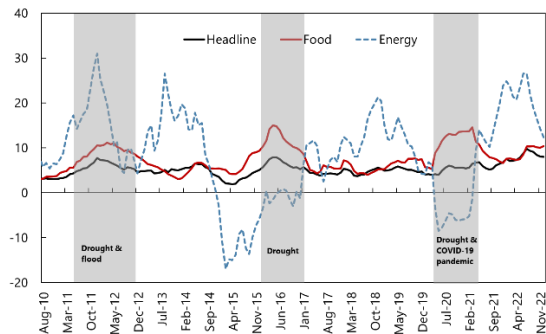 Headline Food Energy
40
30
20
10
0
-10
-20
Drought &
flood
Drought
Drought &
COVID-19
pandemic
Aug-10 Mar-11 Oct-11 May-12 Dec-12 Jul-13 Feb-14 Sep-14 Apr-15 Nov-15 Jun-16 Jan-17 Aug-17 Mar-18 Oct-18 May-19 Dec-19 Jul-20 Feb-21 Sep-21 Apr-22 Nov-22